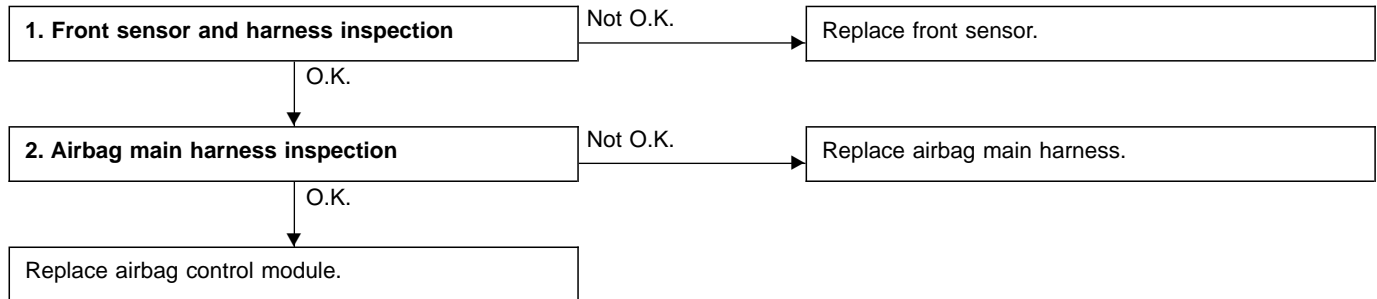 1. Front sensor and harness inspection
Not O.K.
Replace front sensor.
O.K.
2. Airbag main harness inspection
Not O.K.
Replace airbag main harness.
O.K.
Replace airbag control module.